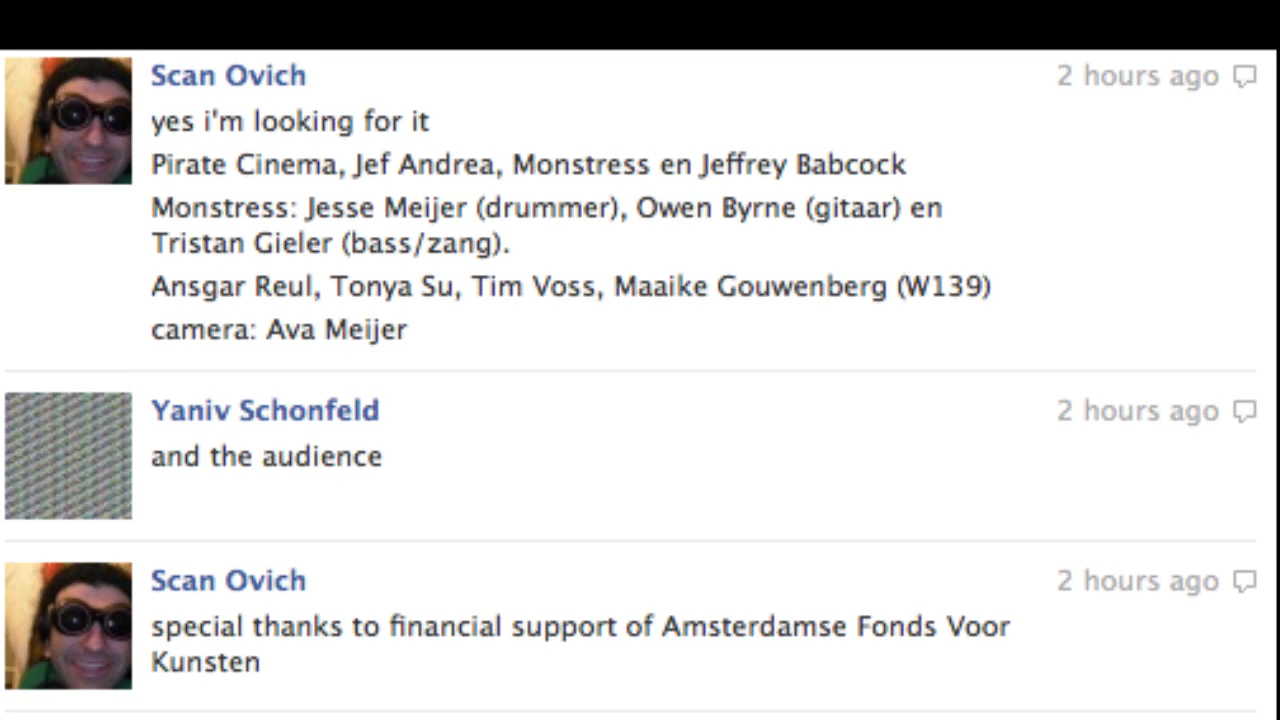 Scan Ovich 2 hours ago
yes i'm looking for it
Pirate Cinema, Jef Andrea, Monstress en Jeffrey Babcock
Monstress: Jesse Meijer (drummer), Owen Byrne (gitaar) en
Tristan Gieler (bass/zang).
Ansgar Reul, Tonya Su, Tim Voss, Maaike Gouwenberg (W139)
camera: Ava Meijer
Yaniv Schonfeld 2 hours ago
and the audience
Scan Ovich 2 hours ago
special thanks to financial support of Amsterdamse Fonds Voor
Kunsten